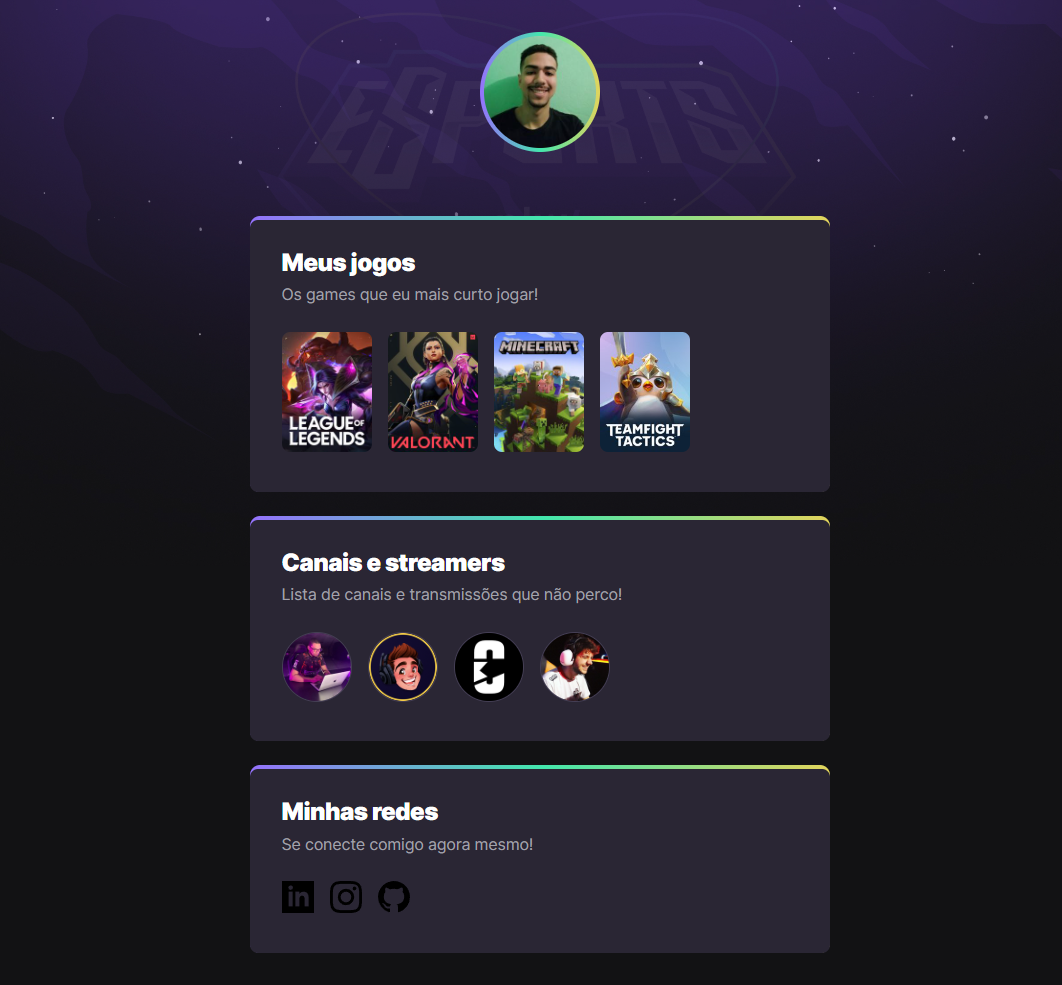 ESPORTS
Meus jogos
Os games que eu mais curto jogar!
LEAGUE OF
LEGENDS
VALORANT
MINECRAFT
TEAMFIGHT
TACTICS
Canais e streamers
Lista de canais e transmissões que não perco!
Minhas redes
Se conecte comigo agora mesmo!
in